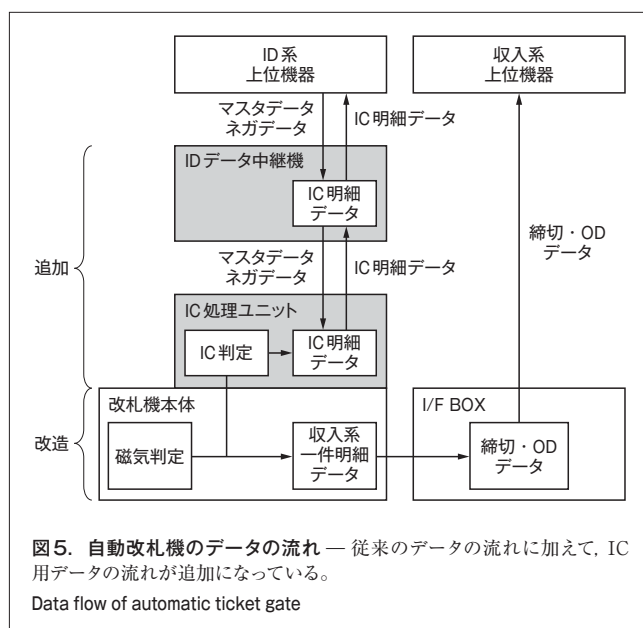 ID系
上位機器
収入系
上位機器
マスタデータ
ネガデータ
IC明細データ
IDデータ中継機
IC明細
データ
追加
マスタデータ
ネガデータ
IC明細データ
締切・OD
データ
IC処理ユニット
IC判定
IC明細
データ
改造
改札機本体
磁気判定
収入系
一件明細
データ
I/F BOX
締切・OD
データ
図5. 自動改札機のデータの流れ — 従来のデータの流れに加えて, IC
用データの流れが追加になっている。
Data flow of automatic ticket gate